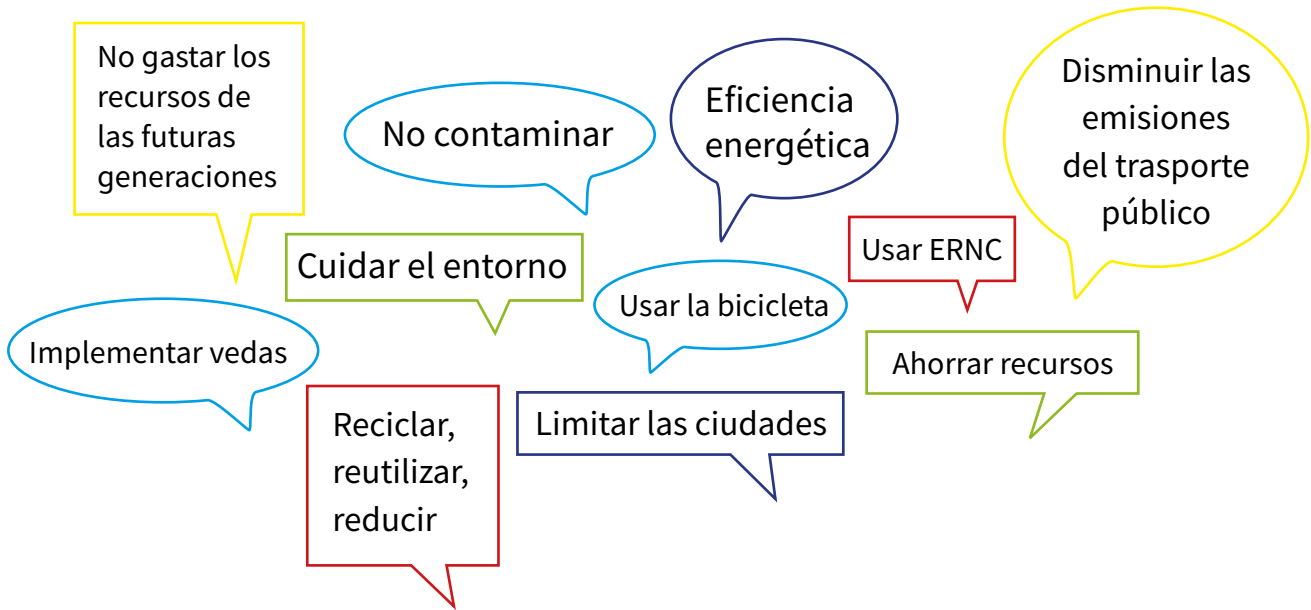 No gastar los
recursos de
las futuras
generaciones
No contaminar
Eficiencia
energética
Disminuir las
emisiones
del trasporte
público
Cuidar el entorno
Usar la bicicleta
Usar ERNC
Implementar vedas
Reciclar,
reutilizar,
reducir
Limitar las ciudades
Ahorrar recursos